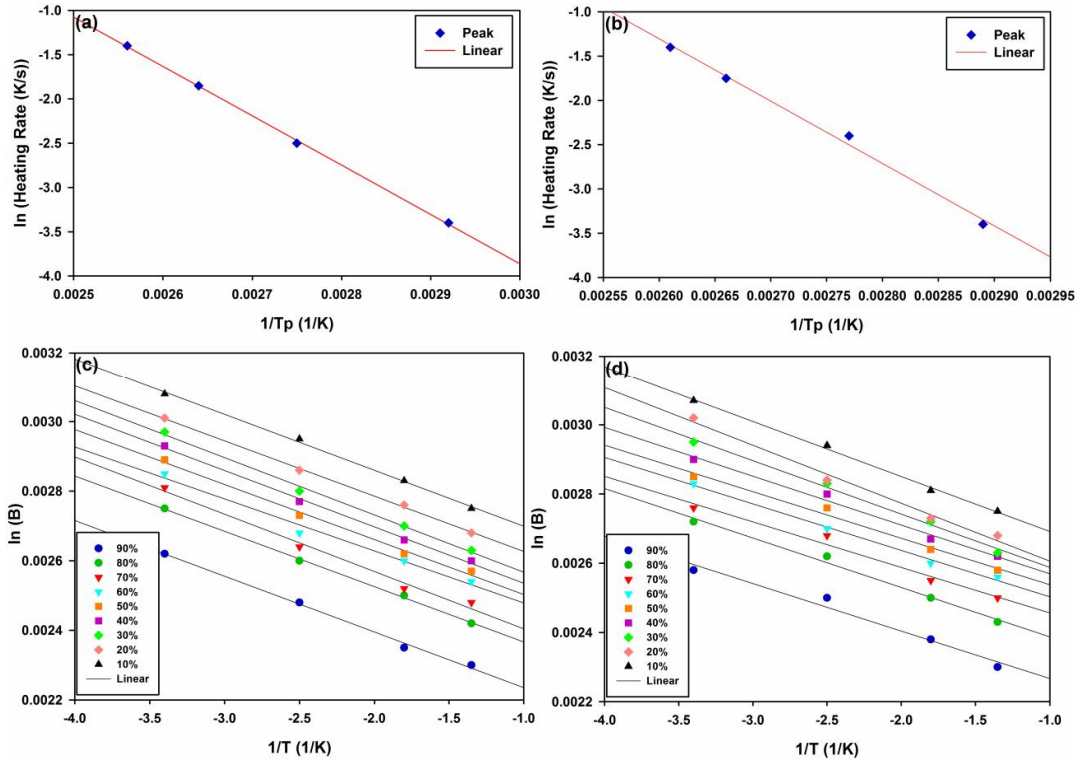 (a)
Peak
Linear
-1.0
-1.5
-2.0
-2.5
-3.0
-3.5
-4.0
ln (Heating Rate (K/s))
0.0025 0.0026 0.0027 0.0028 0.0029 0.0030
1/Tp (1/K)
(b)
Peak
Linear
-1.0
-1.5
-2.0
-2.5
-3.0
-3.5
-4.0
ln (Heating Rate (K/s))
0.00255 0.00260 0.00265 0.00270 0.00275 0.00280 0.00285 0.00290 0.00295
1/Tp (1/K)
(c)
0.0032
0.0030
0.0028
0.0026
0.0024
0.0022
ln (B)
90%
80%
70%
60%
50%
40%
30%
20%
10%
Linear
-4.0 -3.5 -3.0 -2.5 -2.0 -1.5 -1.0
1/T (1/K)
(d)
0.0032
0.0030
0.0028
0.0026
0.0024
0.0022
ln (B)
90%
80%
70%
60%
50%
40%
30%
20%
10%
Linear
-4.0 -3.5 -3.0 -2.5 -2.0 -1.5 -1.0
1/T (1/K)